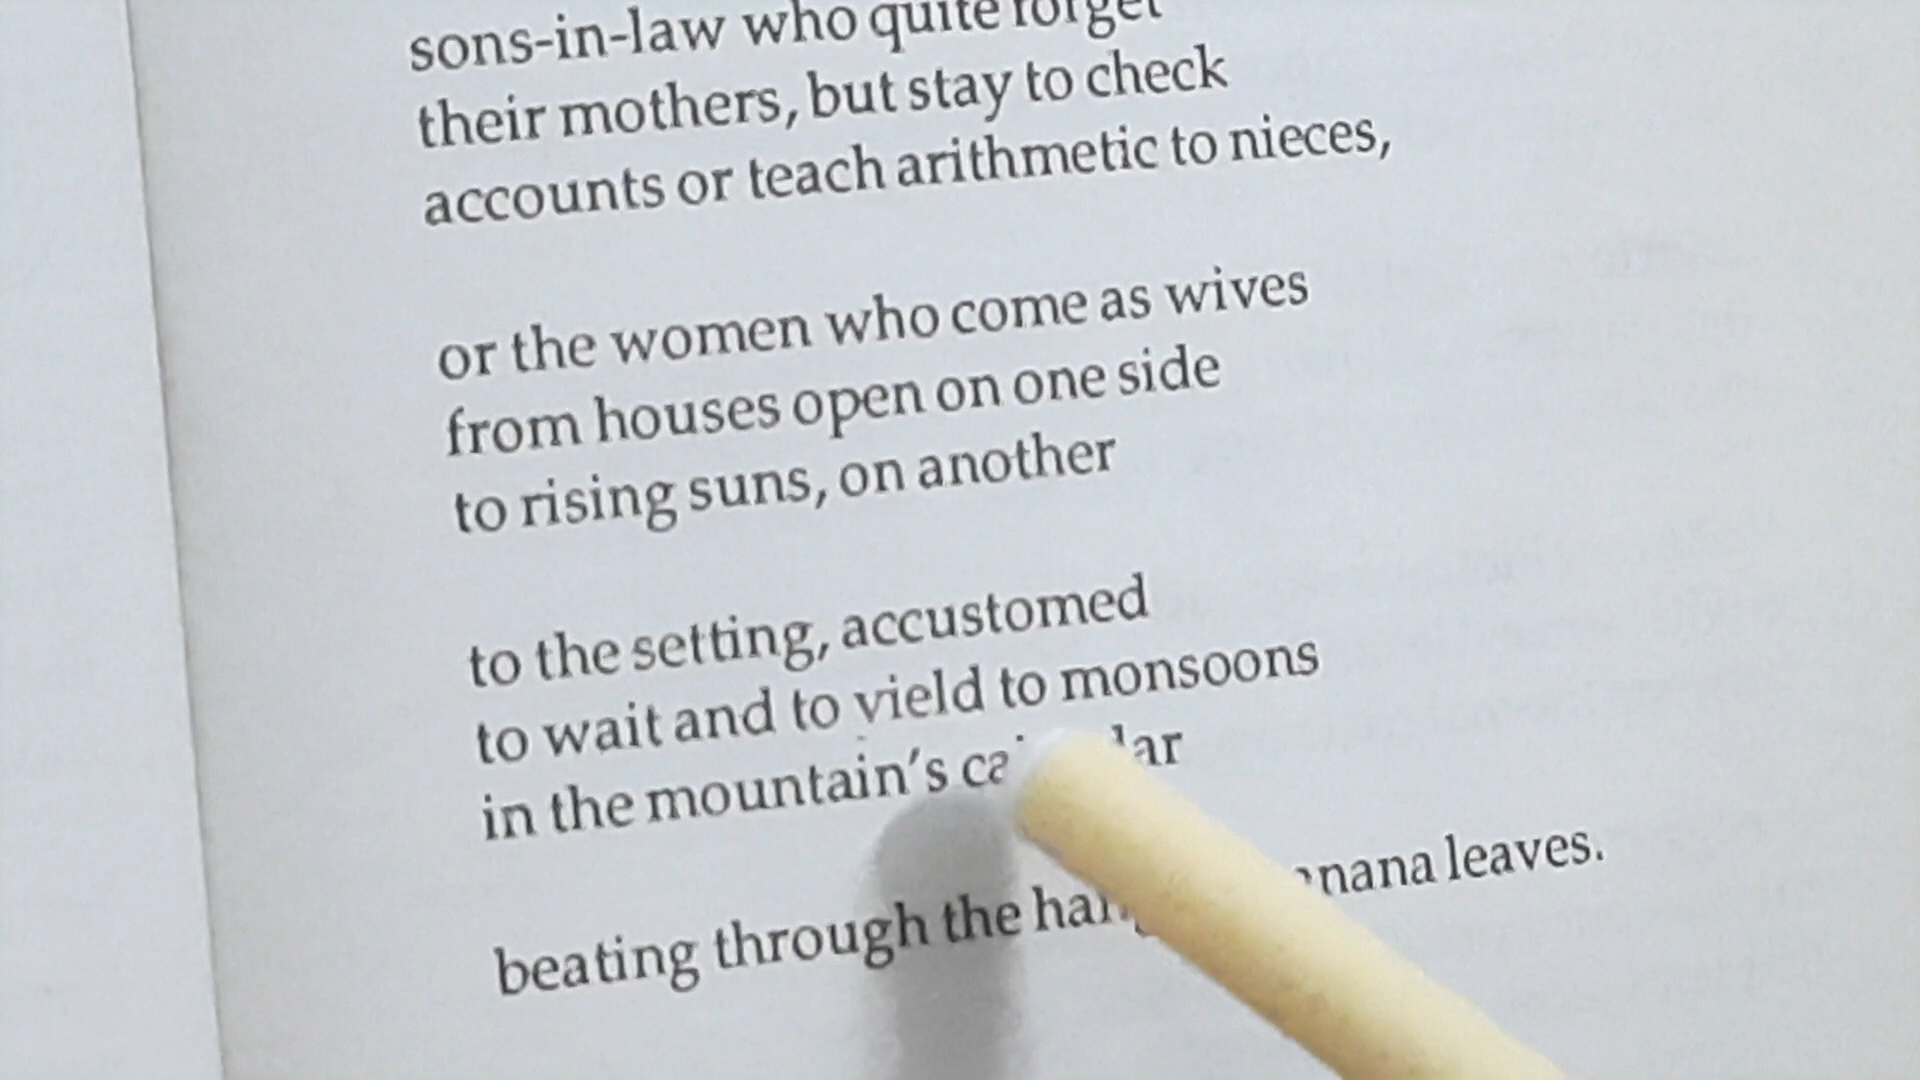 sons-in-law who quite forget
their mothers, but stay to check
accounts or teach arithmetic to nieces,
or the women who come as wives
from houses open on one side
to rising suns, on another
to the setting, accustomed
to wait and to yield to monsoons
in the mountain's
beating through the leaves.